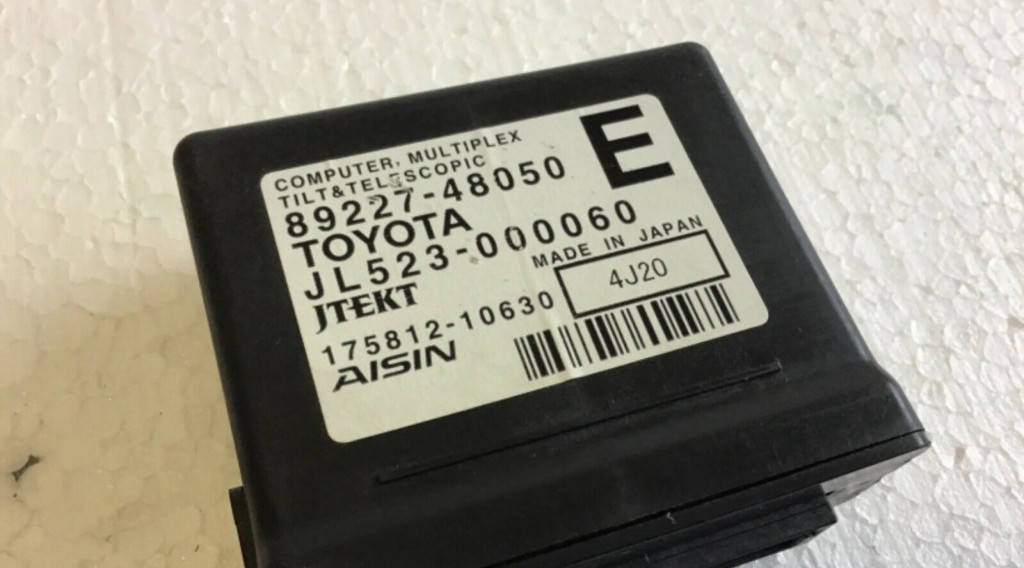 COMPUTER, MULTIPLEX
TILT&TELESCOPIC
89227-48050
E
TOYOTA
JL523-000060
MADE IN JAPAN
JTEKT
4J20
175812-10630
AISIN